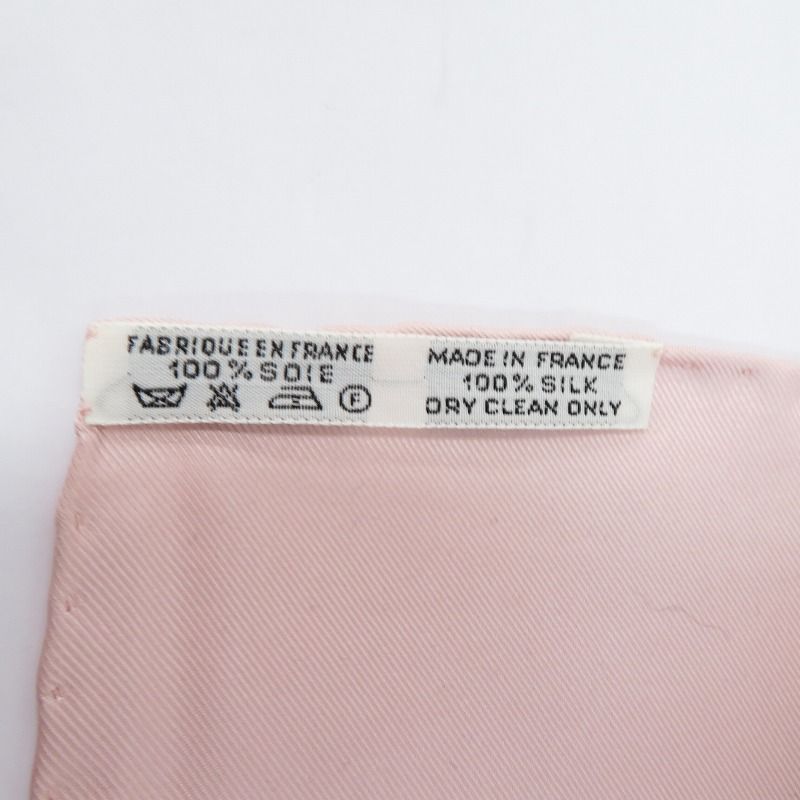 FABRIQUE EN FRANCE
100% SOIE
F
MADE IN FRANCE
100% SILK
DRY CLEAN ONLY